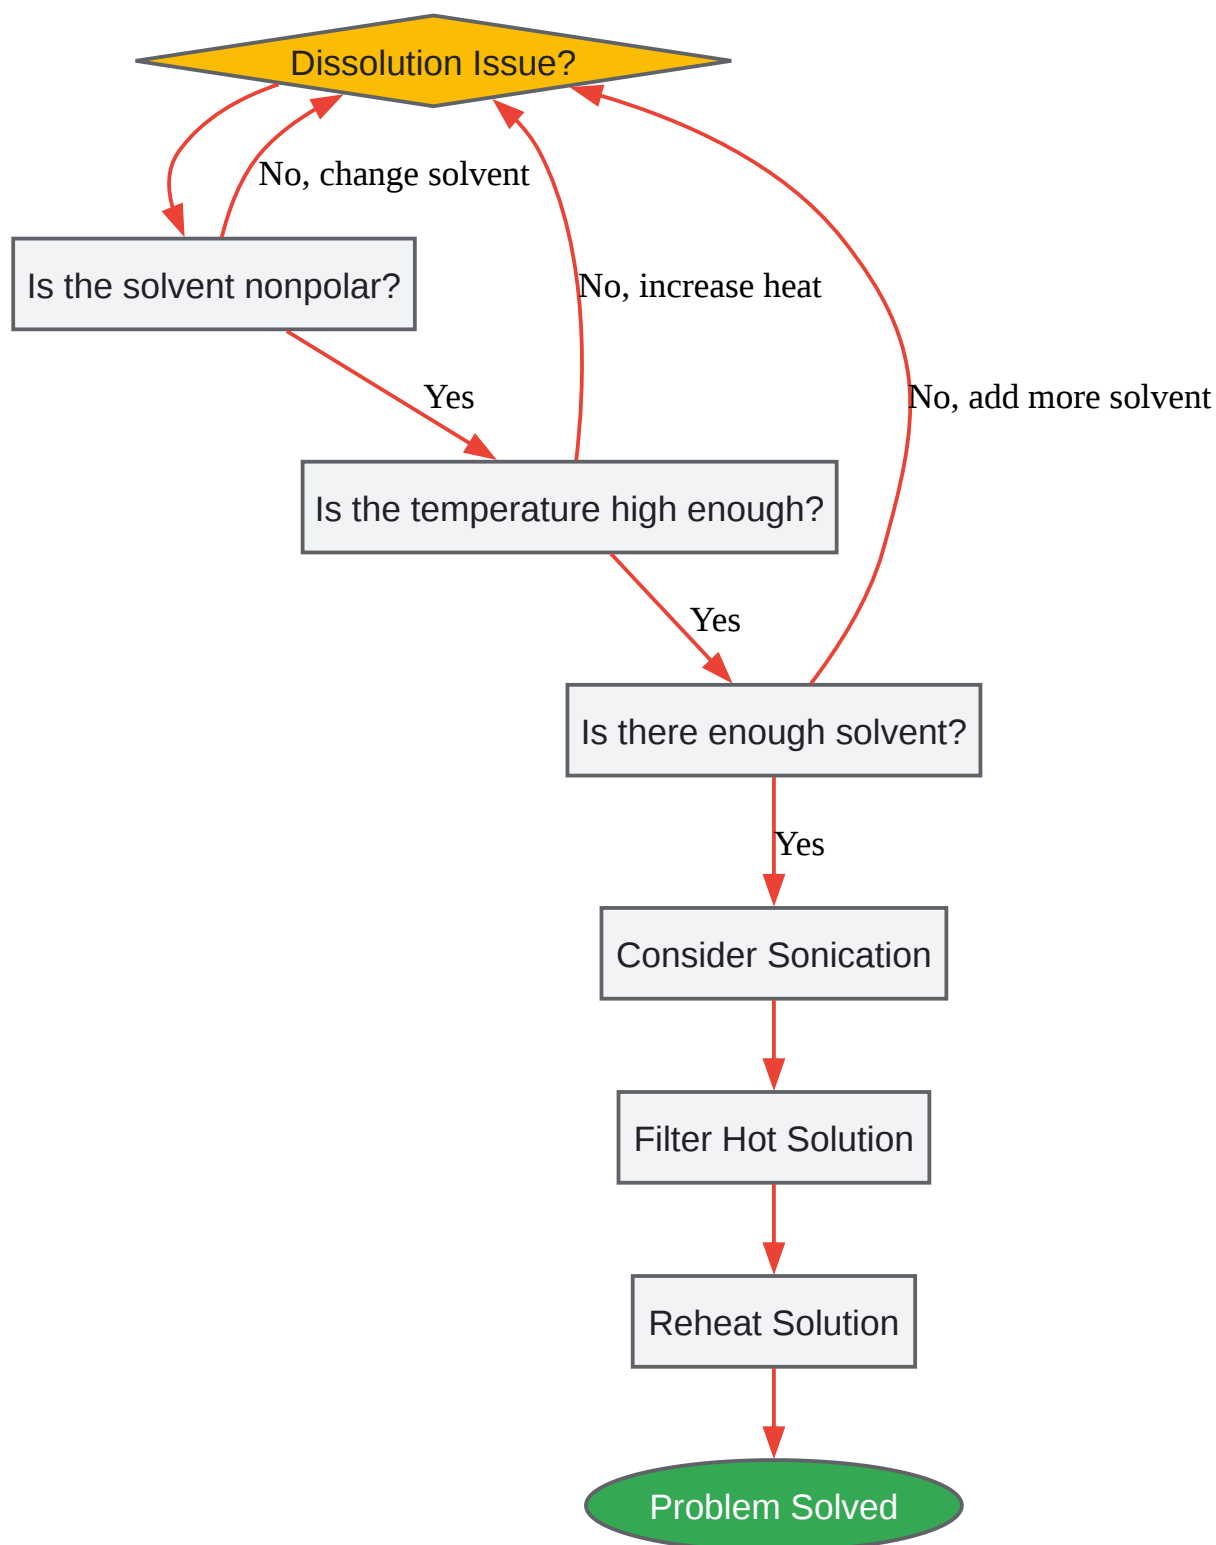 Dissolution Issue?
No, change solvent
Is the solvent nonpolar?
No, increase heat
Yes
No, add more solvent
Is the temperature high enough?
Yes
Is there enough solvent?
Yes
Consider Sonication
Filter Hot Solution
Reheat Solution
Problem Solved